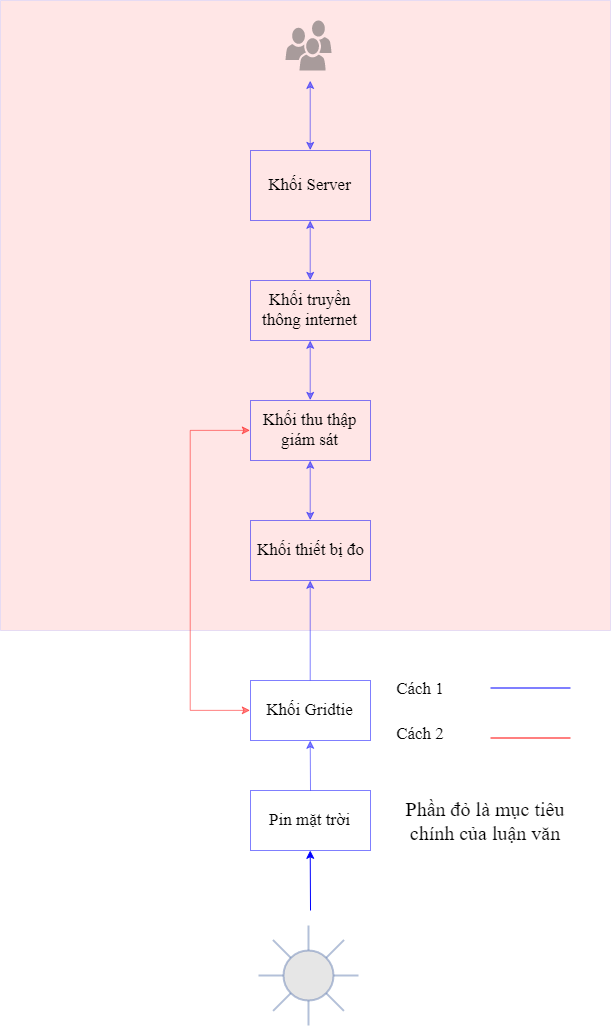 Khối Server
Khối truyền
thông internet
Khối thu thập
giám sát
Khối thiết bị đo
Khối Gridtie
Cách 1
Cách 2
Pin mặt trời
Phần đỏ là mục tiêu
chính của luận văn